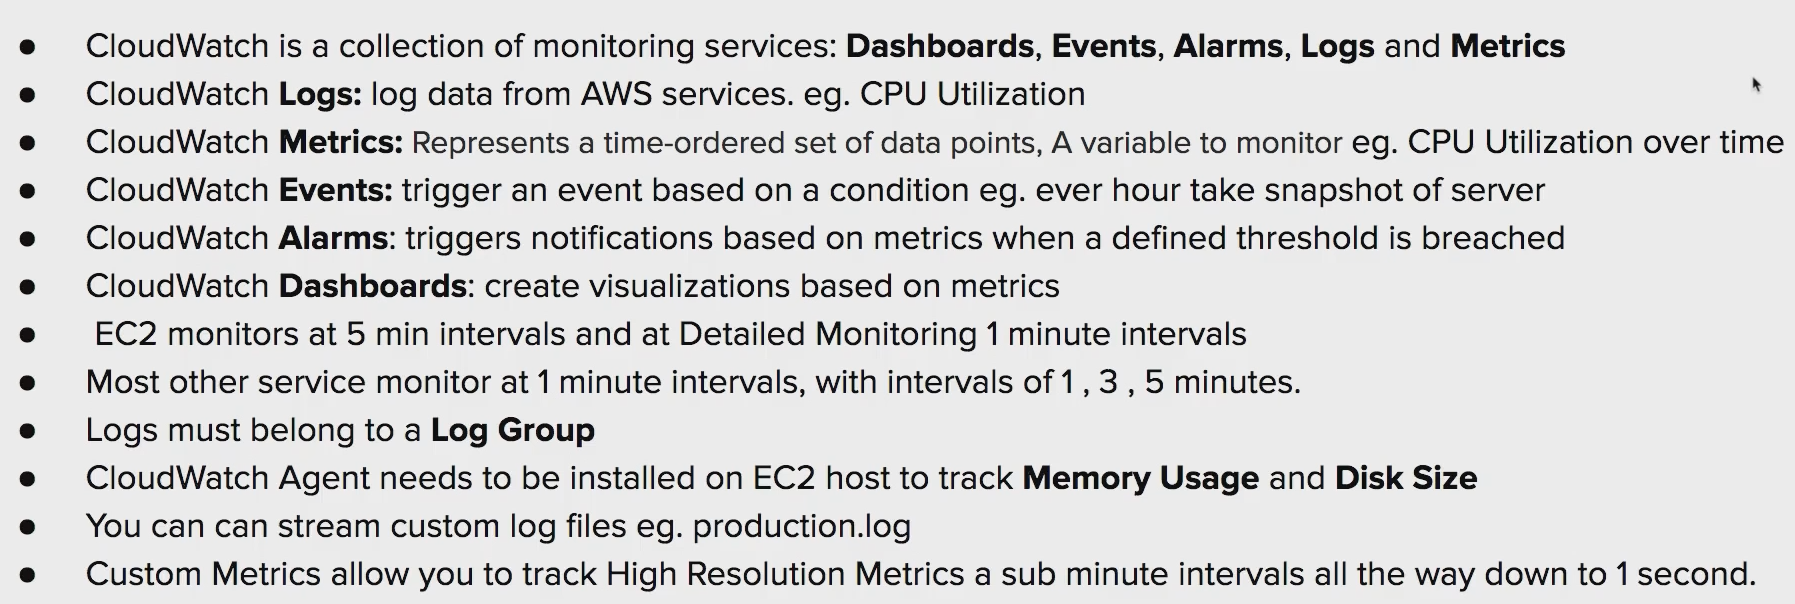 ● CloudWatch is a collection of monitoring services: Dashboards, Events, Alarms, Logs and Metrics
● CloudWatch Logs: log data from AWS services. eg. CPU Utilization
● CloudWatch Metrics: Represents a time-ordered set of data points, A variable to monitor eg. CPU Utilization over time
● CloudWatch Events: trigger an event based on a condition eg. ever hour take snapshot of server
● CloudWatch Alarms: triggers notifications based on metrics when a defined threshold is breached
● CloudWatch Dashboards: create visualizations based on metrics
● EC2 monitors at 5 min intervals and at Detailed Monitoring 1 minute intervals
● Most other service monitor at 1 minute intervals, with intervals of 1 , 3 , 5 minutes.
● Logs must belong to a Log Group
● CloudWatch Agent needs to be installed on EC2 host to track Memory Usage and Disk Size
● You can can stream custom log files eg. production.log
● Custom Metrics allow you to track High Resolution Metrics a sub minute intervals all the way down to 1 second.